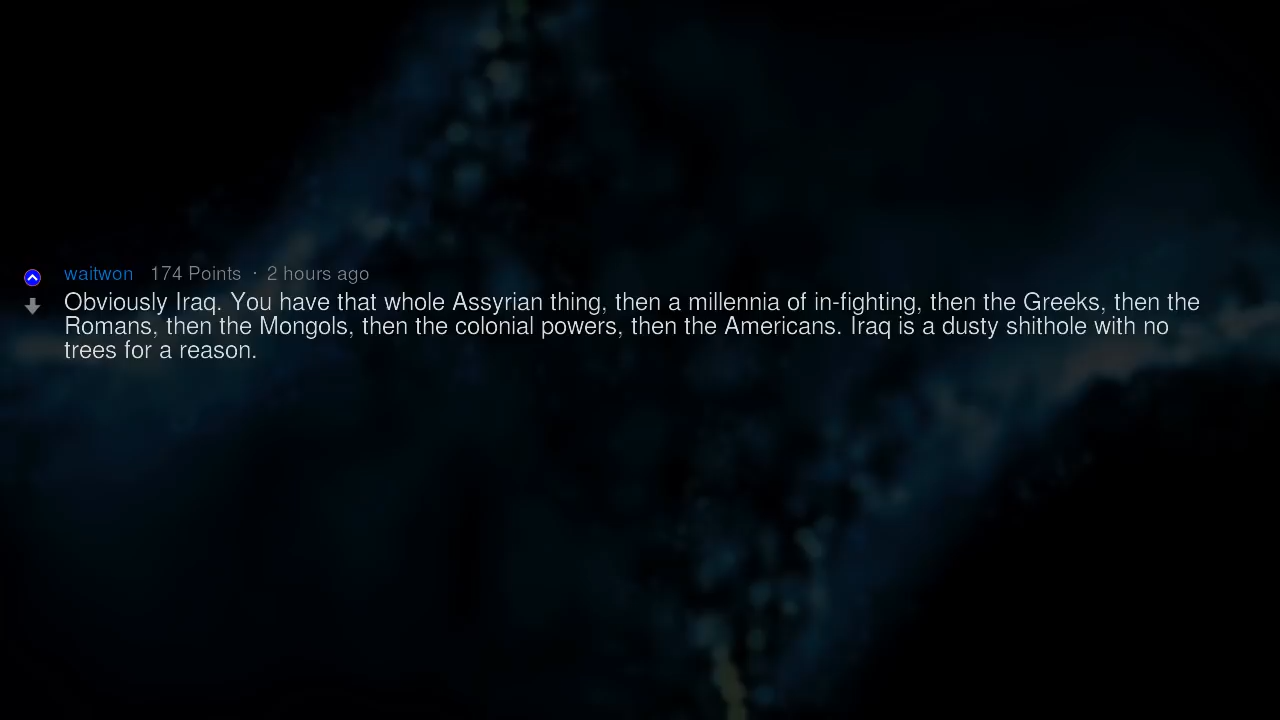 waitwon 174 Points · 2 hours ago
Obviously Iraq. You have that whole Assyrian thing, then a millennia of in-fighting, then the Greeks, then the
Romans, then the Mongols, then the colonial powers, then the Americans. Iraq is a dusty shithole with no
trees for a reason.